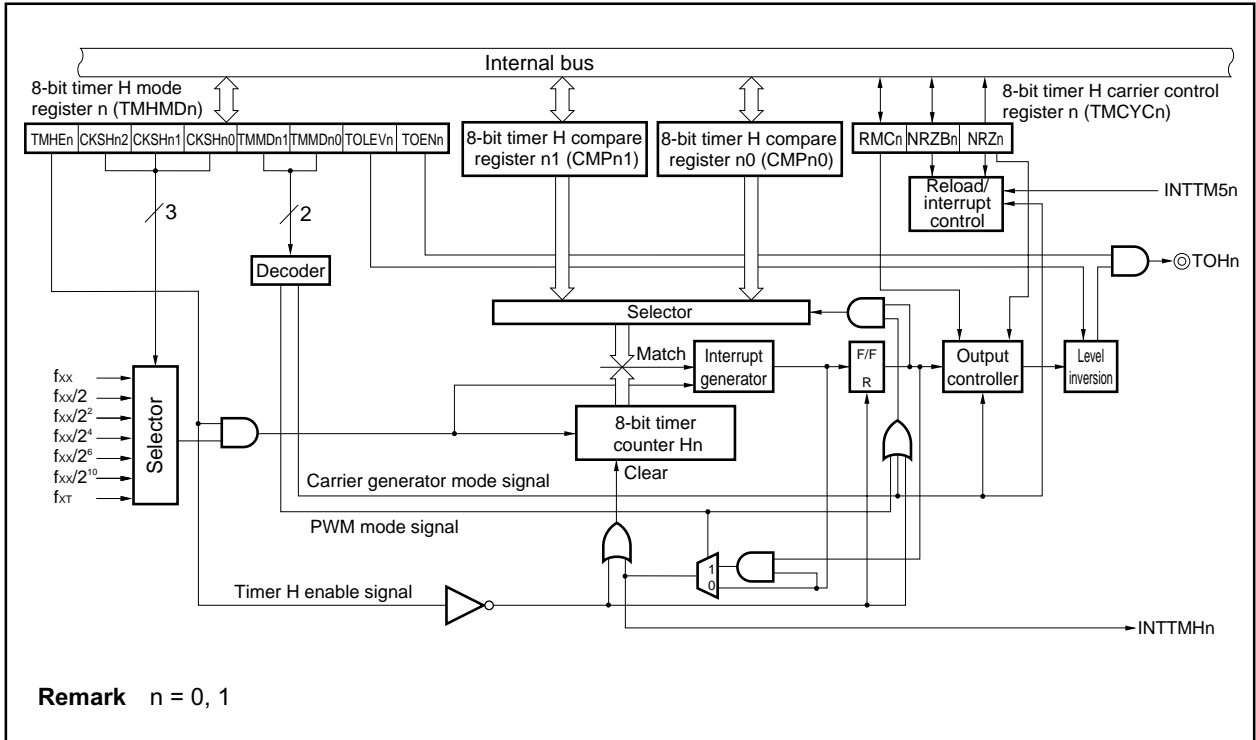 Internal bus
8-bit timer H mode
register n (TMHMDn)
8-bit timer H carrier control
register n (TMCYCn)
TMHEn CKSHn2 CKSHn1 CKSHn0 TMMDn1 TMMDn0 TOLEVn TOENn
8-bit timer H compare
register n1 (CMPn1)
8-bit timer H compare
register n0 (CMPn0)
RMCn NRZBn NRZn
Reload/
interrupt
control
INTTM5n
3
2
Decoder
TOHn
Selector
Match
Interrupt
generator
F/F
R
Output
controller
Level
inversion
fXX
fXX/2
fXX/2²
fXX/2⁴
fXX/2⁶
fXX/2¹⁰
fXT
Selector
8-bit timer
counter Hn
Clear
Carrier generator mode signal
PWM mode signal
1
0
Timer H enable signal
INTTMHn
Remark n = 0, 1